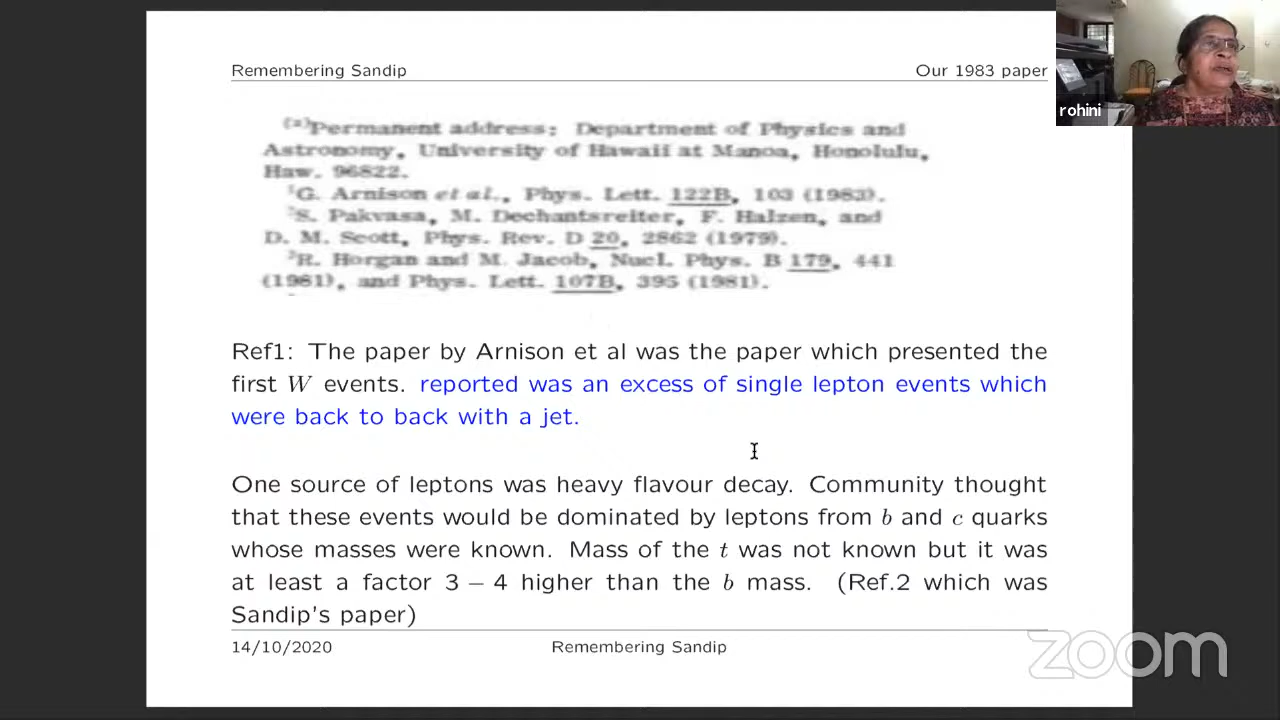 Remembering Sandip
Our 1983 paper
rohini
(a)Permanent address: Department of Physics and
Astronomy, University of Hawaii at Manoa, Honolulu,
Haw. 96822.
1G. Arnison et al., Phys. Lett. 122B, 103 (1983).
2S. Pakvasa, M. Dechantsreiter, F. Halzen, and
D. M. Scott, Phys. Rev. D 20, 2862 (1979).
3R. Horgan and M. Jacob, Nucl. Phys. B 179, 441
(1981), and Phys. Lett. 107B, 395 (1981).
Ref1: The paper by Arnison et al was the paper which presented the
first W events. reported was an excess of single lepton events which
were back to back with a jet.
One source of leptons was heavy flavour decay. Community thought
that these events would be dominated by leptons from b and c quarks
whose masses were known. Mass of the t was not known but it was
at least a factor 3 – 4 higher than the b mass. (Ref.2 which was
Sandip's paper)
14/10/2020
Remembering Sandip
zoom